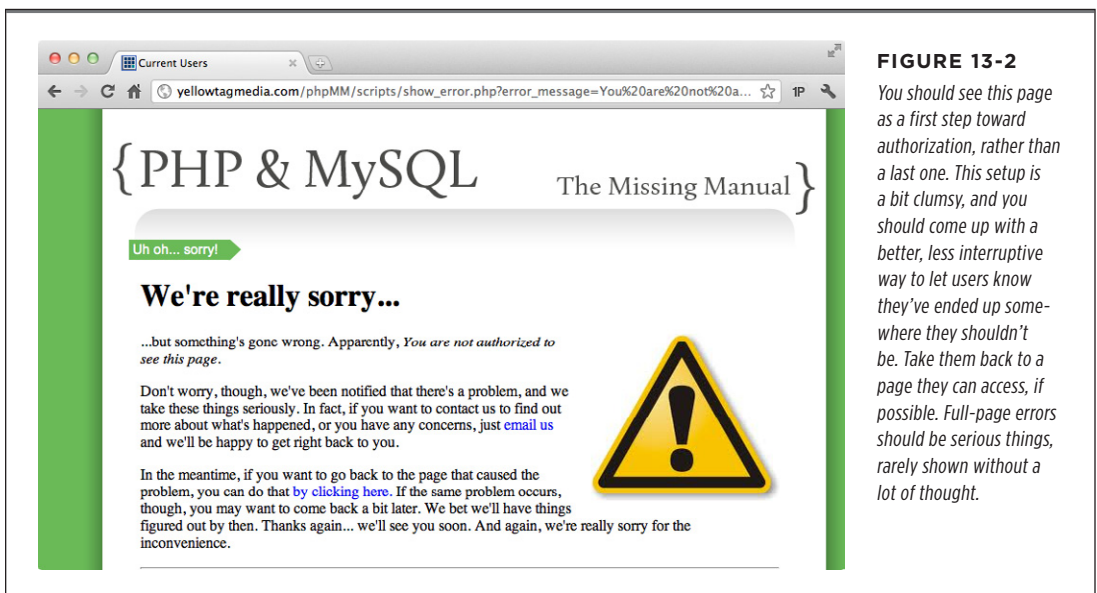 Current Users
yellowtagmedia.com/phpMM/scripts/show_error.php?error_message=You%20are%20not%20a...
1P
{PHP & MySQL
The Missing Manual}
Uh oh... sorry!
We're really sorry...
...but something's gone wrong. Apparently, You are not authorized to
see this page.
Don't worry, though, we've been notified that there's a problem, and we
take these things seriously. In fact, if you want to contact us to find out
more about what's happened, or you have any concerns, just email us
and we'll be happy to get right back to you.
In the meantime, if you want to go back to the page that caused the
problem, you can do that by clicking here. If the same problem occurs,
though, you may want to come back a bit later. We bet we'll have things
figured out by then. Thanks again... we'll see you soon. And again, we're really sorry for the
inconvenience.
FIGURE 13-2
You should see this page
as a first step toward
authorization, rather than
a last one. This setup is
a bit clumsy, and you
should come up with a
better, less interruptive
way to let users know
they've ended up some-
where they shouldn't
be. Take them back to a
page they can access, if
possible. Full-page errors
should be serious things,
rarely shown without a
lot of thought.